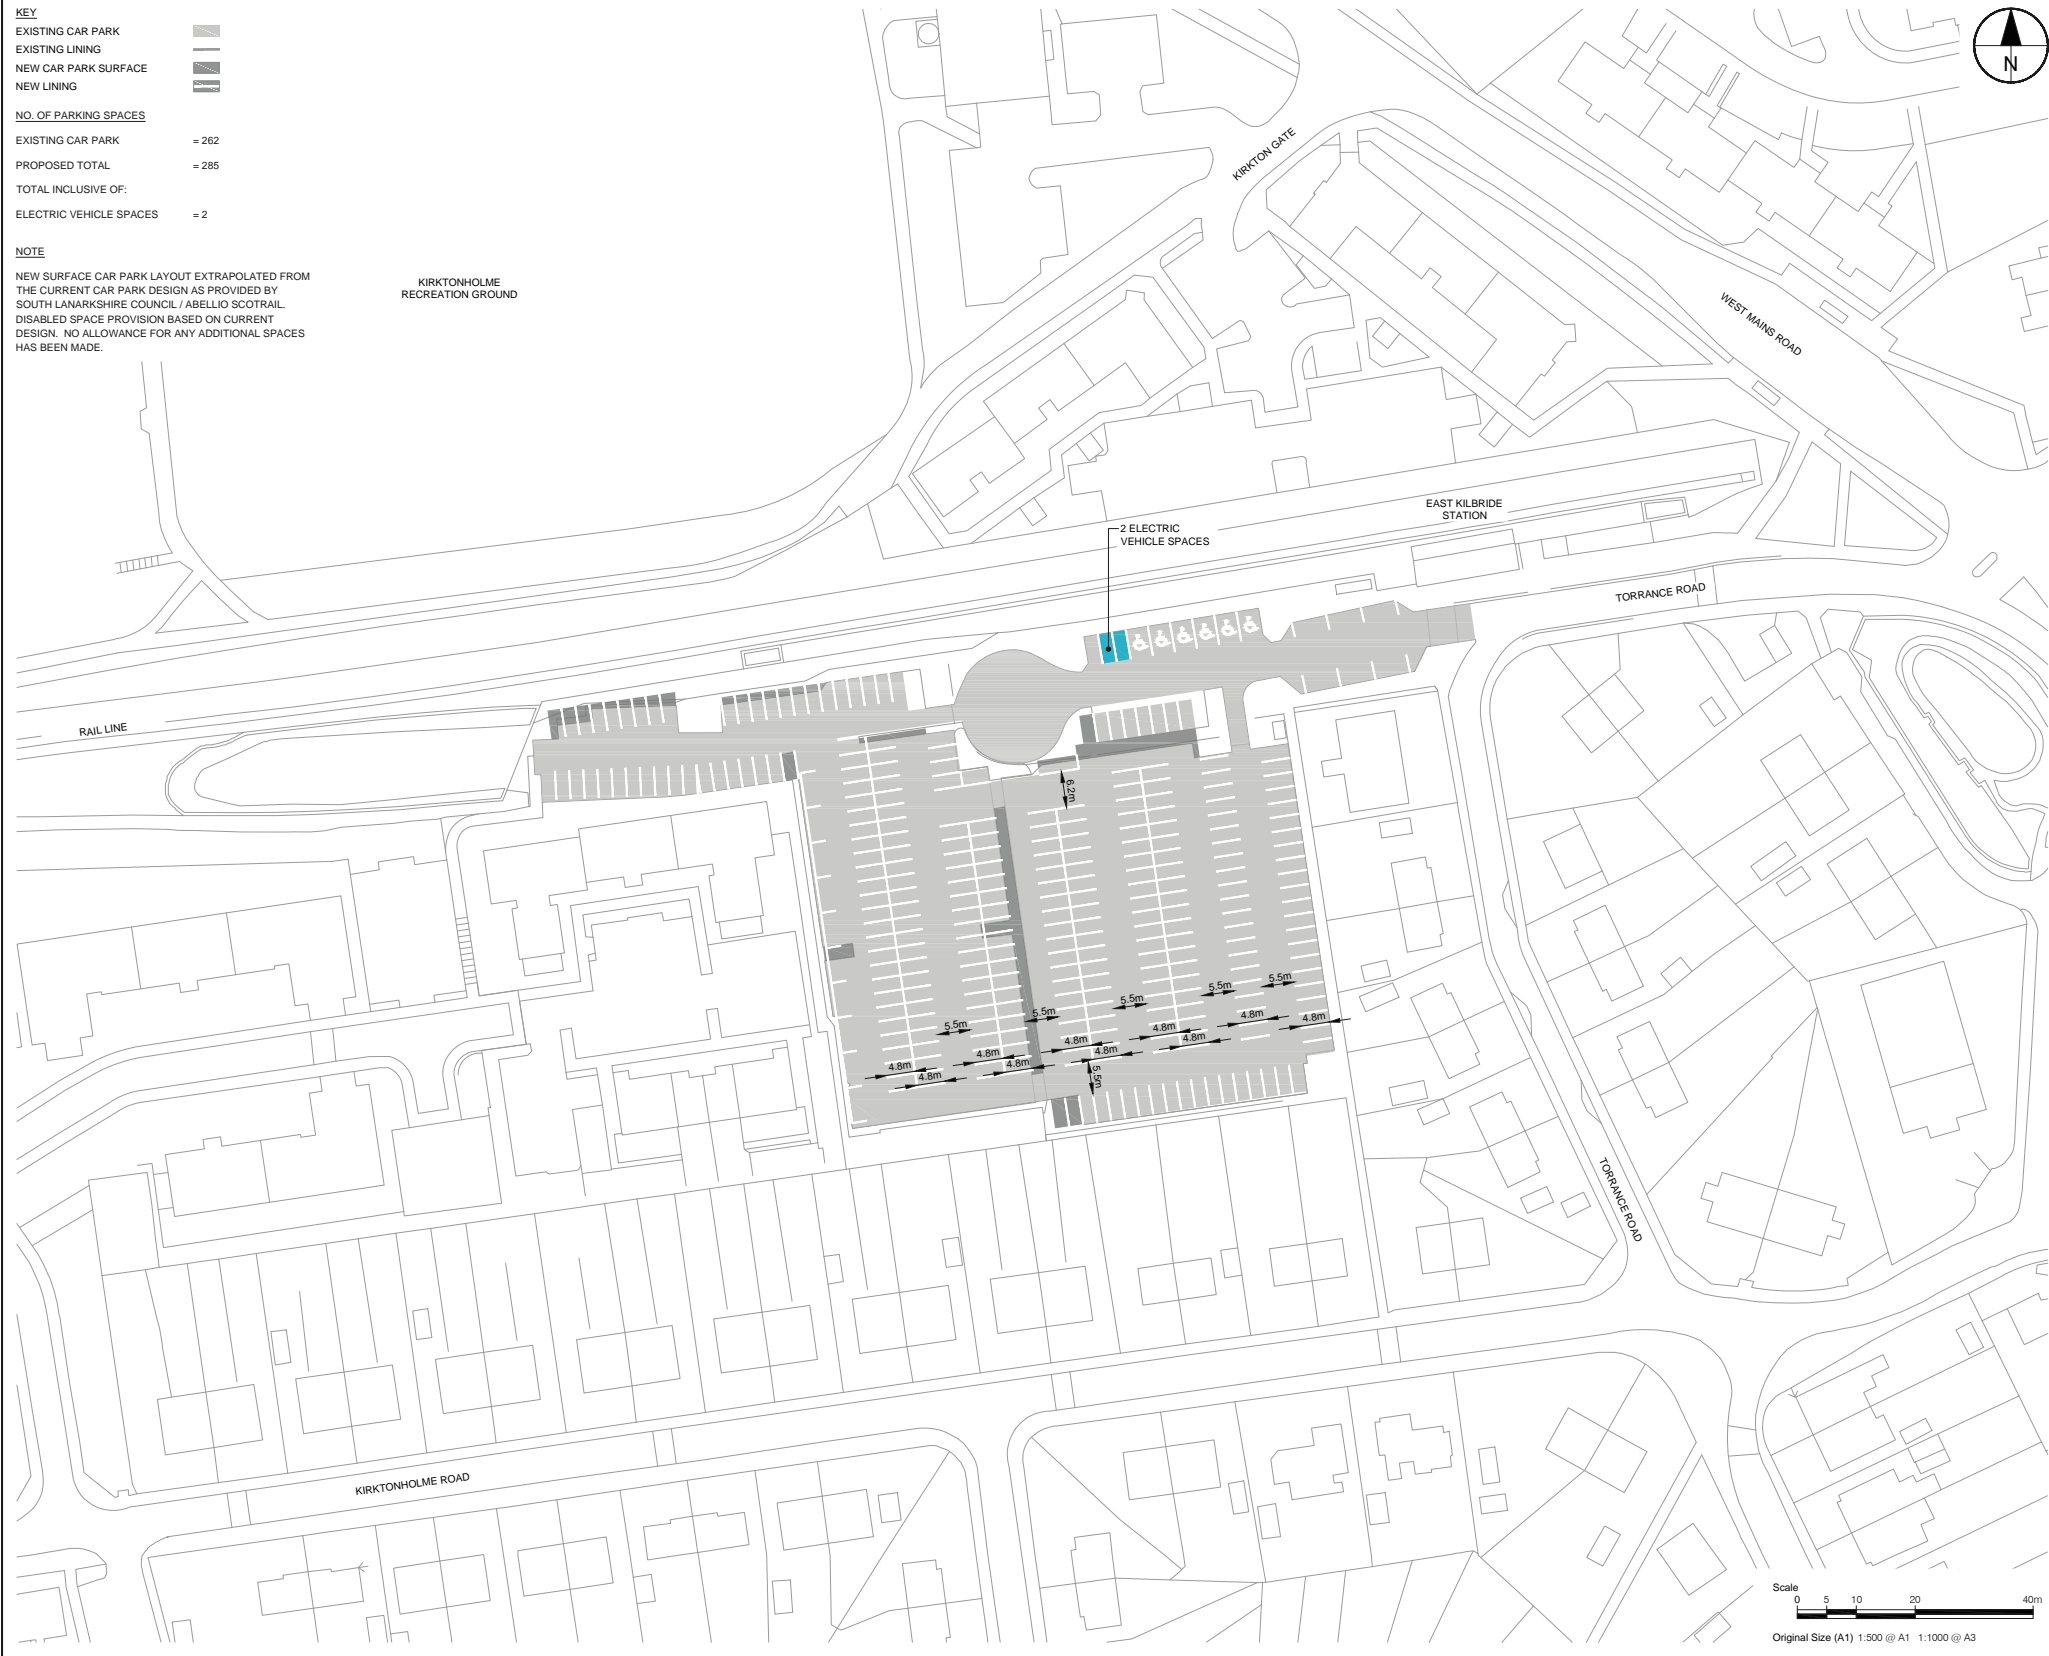 KEY
EXISTING CAR PARK
EXISTING LINING
NEW CAR PARK SURFACE
NEW LINING
NO. OF PARKING SPACES
EXISTING CAR PARK = 262
PROPOSED TOTAL = 285
TOTAL INCLUSIVE OF:
ELECTRIC VEHICLE SPACES = 2
NOTE
NEW SURFACE CAR PARK LAYOUT EXTRAPOLATED FROM
THE CURRENT CAR PARK DESIGN AS PROVIDED BY
SOUTH LANARKSHIRE COUNCIL / ABELLIO SCOTRAIL.
DISABLED SPACE PROVISION BASED ON CURRENT
DESIGN. NO ALLOWANCE FOR ANY ADDITIONAL SPACES
HAS BEEN MADE.
N
KIRKTON GATE
KIRKTONHOLME
RECREATION GROUND
WEST MAINS ROAD
EAST KILBRIDE
STATION
2 ELECTRIC
VEHICLE SPACES
TORRANCE ROAD
RAIL LINE
6.2m
5.5m
5.5m
5.5m
5.5m
5.5m
4.8m
4.8m
4.8m
4.8m
4.8m
4.8m
4.8m
4.8m
4.8m
4.8m
5.5m
TORRANCE ROAD
KIRKTONHOLME ROAD
Scale
0 5 10 20 40m
Original Size (A1) 1:500 @ A1 1:1000 @ A3